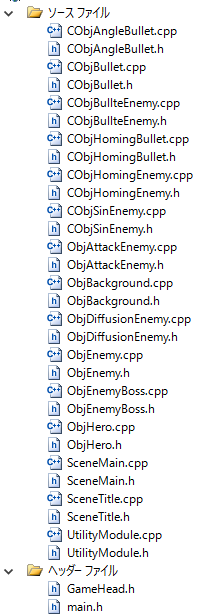 ソース ファイル
CObjAngleBullet.cpp
CObjAngleBullet.h
CObjBullet.cpp
CObjBullet.h
CObjBullteEnemy.cpp
CObjBullteEnemy.h
CObjHomingBullet.cpp
CObjHomingBullet.h
CObjHomingEnemy.cpp
CObjHomingEnemy.h
CObjSinEnemy.cpp
CObjSinEnemy.h
ObjAttackEnemy.cpp
ObjAttackEnemy.h
ObjBackground.cpp
ObjBackground.h
ObjDiffusionEnemy.cpp
ObjDiffusionEnemy.h
ObjEnemy.cpp
ObjEnemy.h
ObjEnemyBoss.cpp
ObjEnemyBoss.h
ObjHero.cpp
ObjHero.h
SceneMain.cpp
SceneMain.h
SceneTitle.cpp
SceneTitle.h
UtilityModule.cpp
UtilityModule.h
ヘッダー ファイル
GameHead.h
main.h